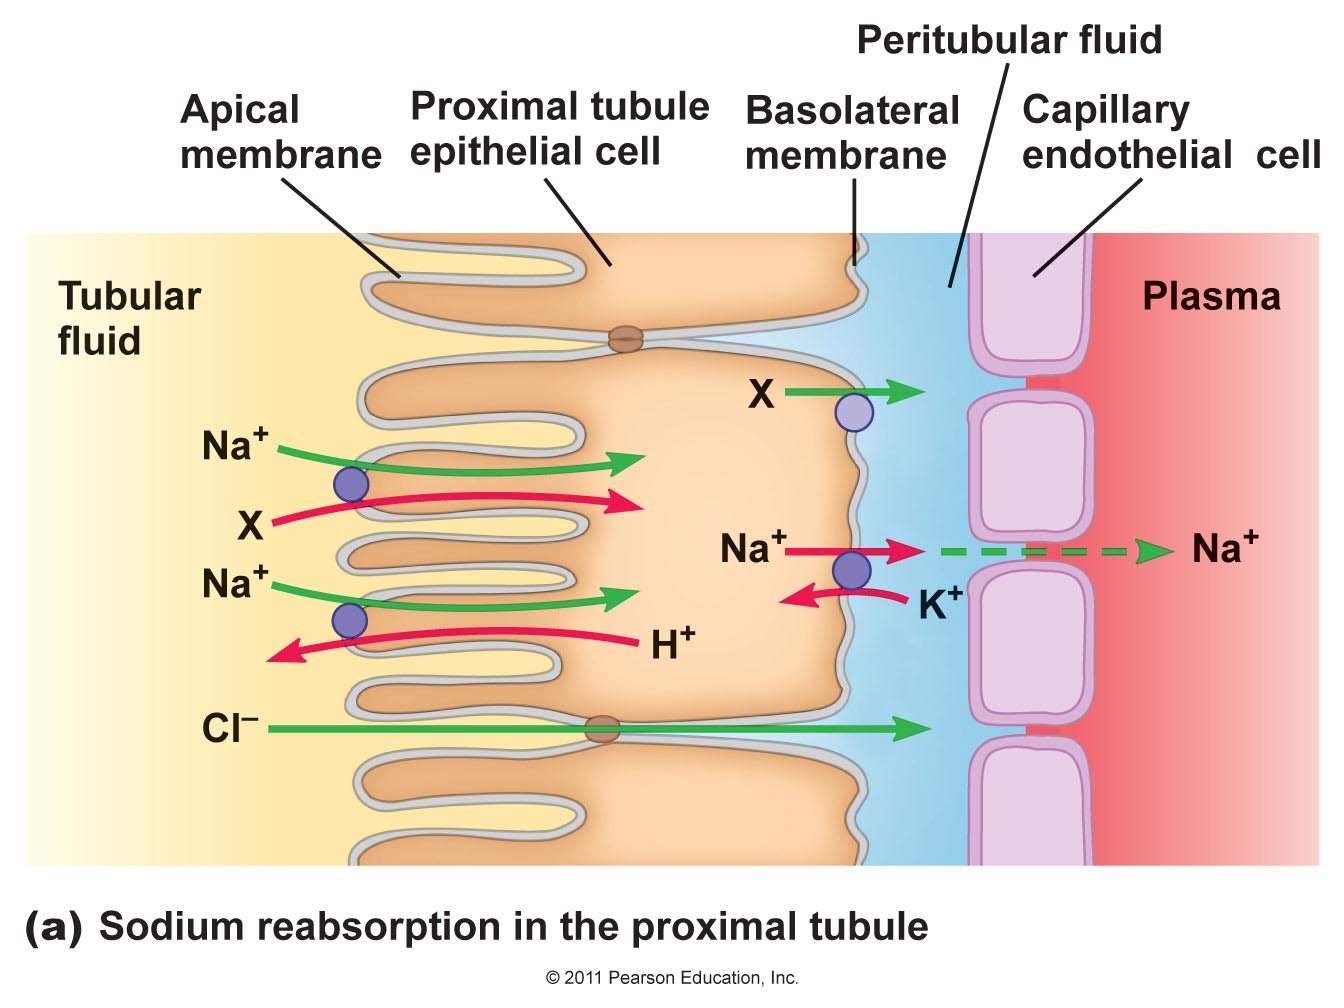 Peritubular fluid
Apical
membrane
Proximal tubule
epithelial cell
Basolateral
membrane
Capillary
endothelial cell
Tubular
fluid
Plasma
X
Na⁺
X
Na⁺
Na⁺
K⁺
Na⁺
H⁺
Cl⁻
(a) Sodium reabsorption in the proximal tubule
© 2011 Pearson Education, Inc.